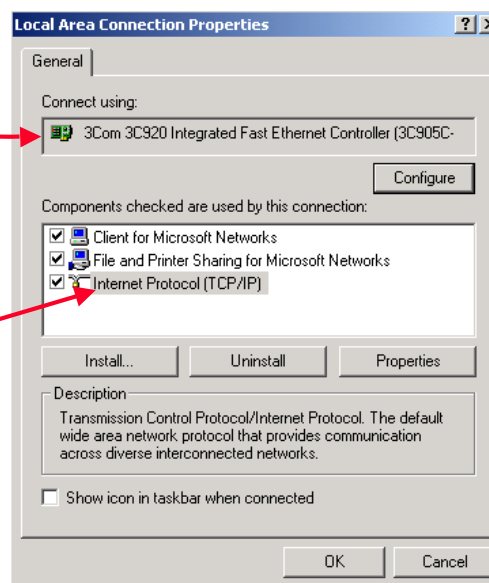 Local Area Connection Properties
General
Connect using:
3Com 3C920 Integrated Fast Ethernet Controller (3C905C-
Configure
Components checked are used by this connection:
Client for Microsoft Networks
File and Printer Sharing for Microsoft Networks
Internet Protocol (TCP/IP)
Install... Uninstall Properties
Description
Transmission Control Protocol/Internet Protocol. The default
wide area network protocol that provides communication
across diverse interconnected networks.
Show icon in taskbar when connected
OK Cancel